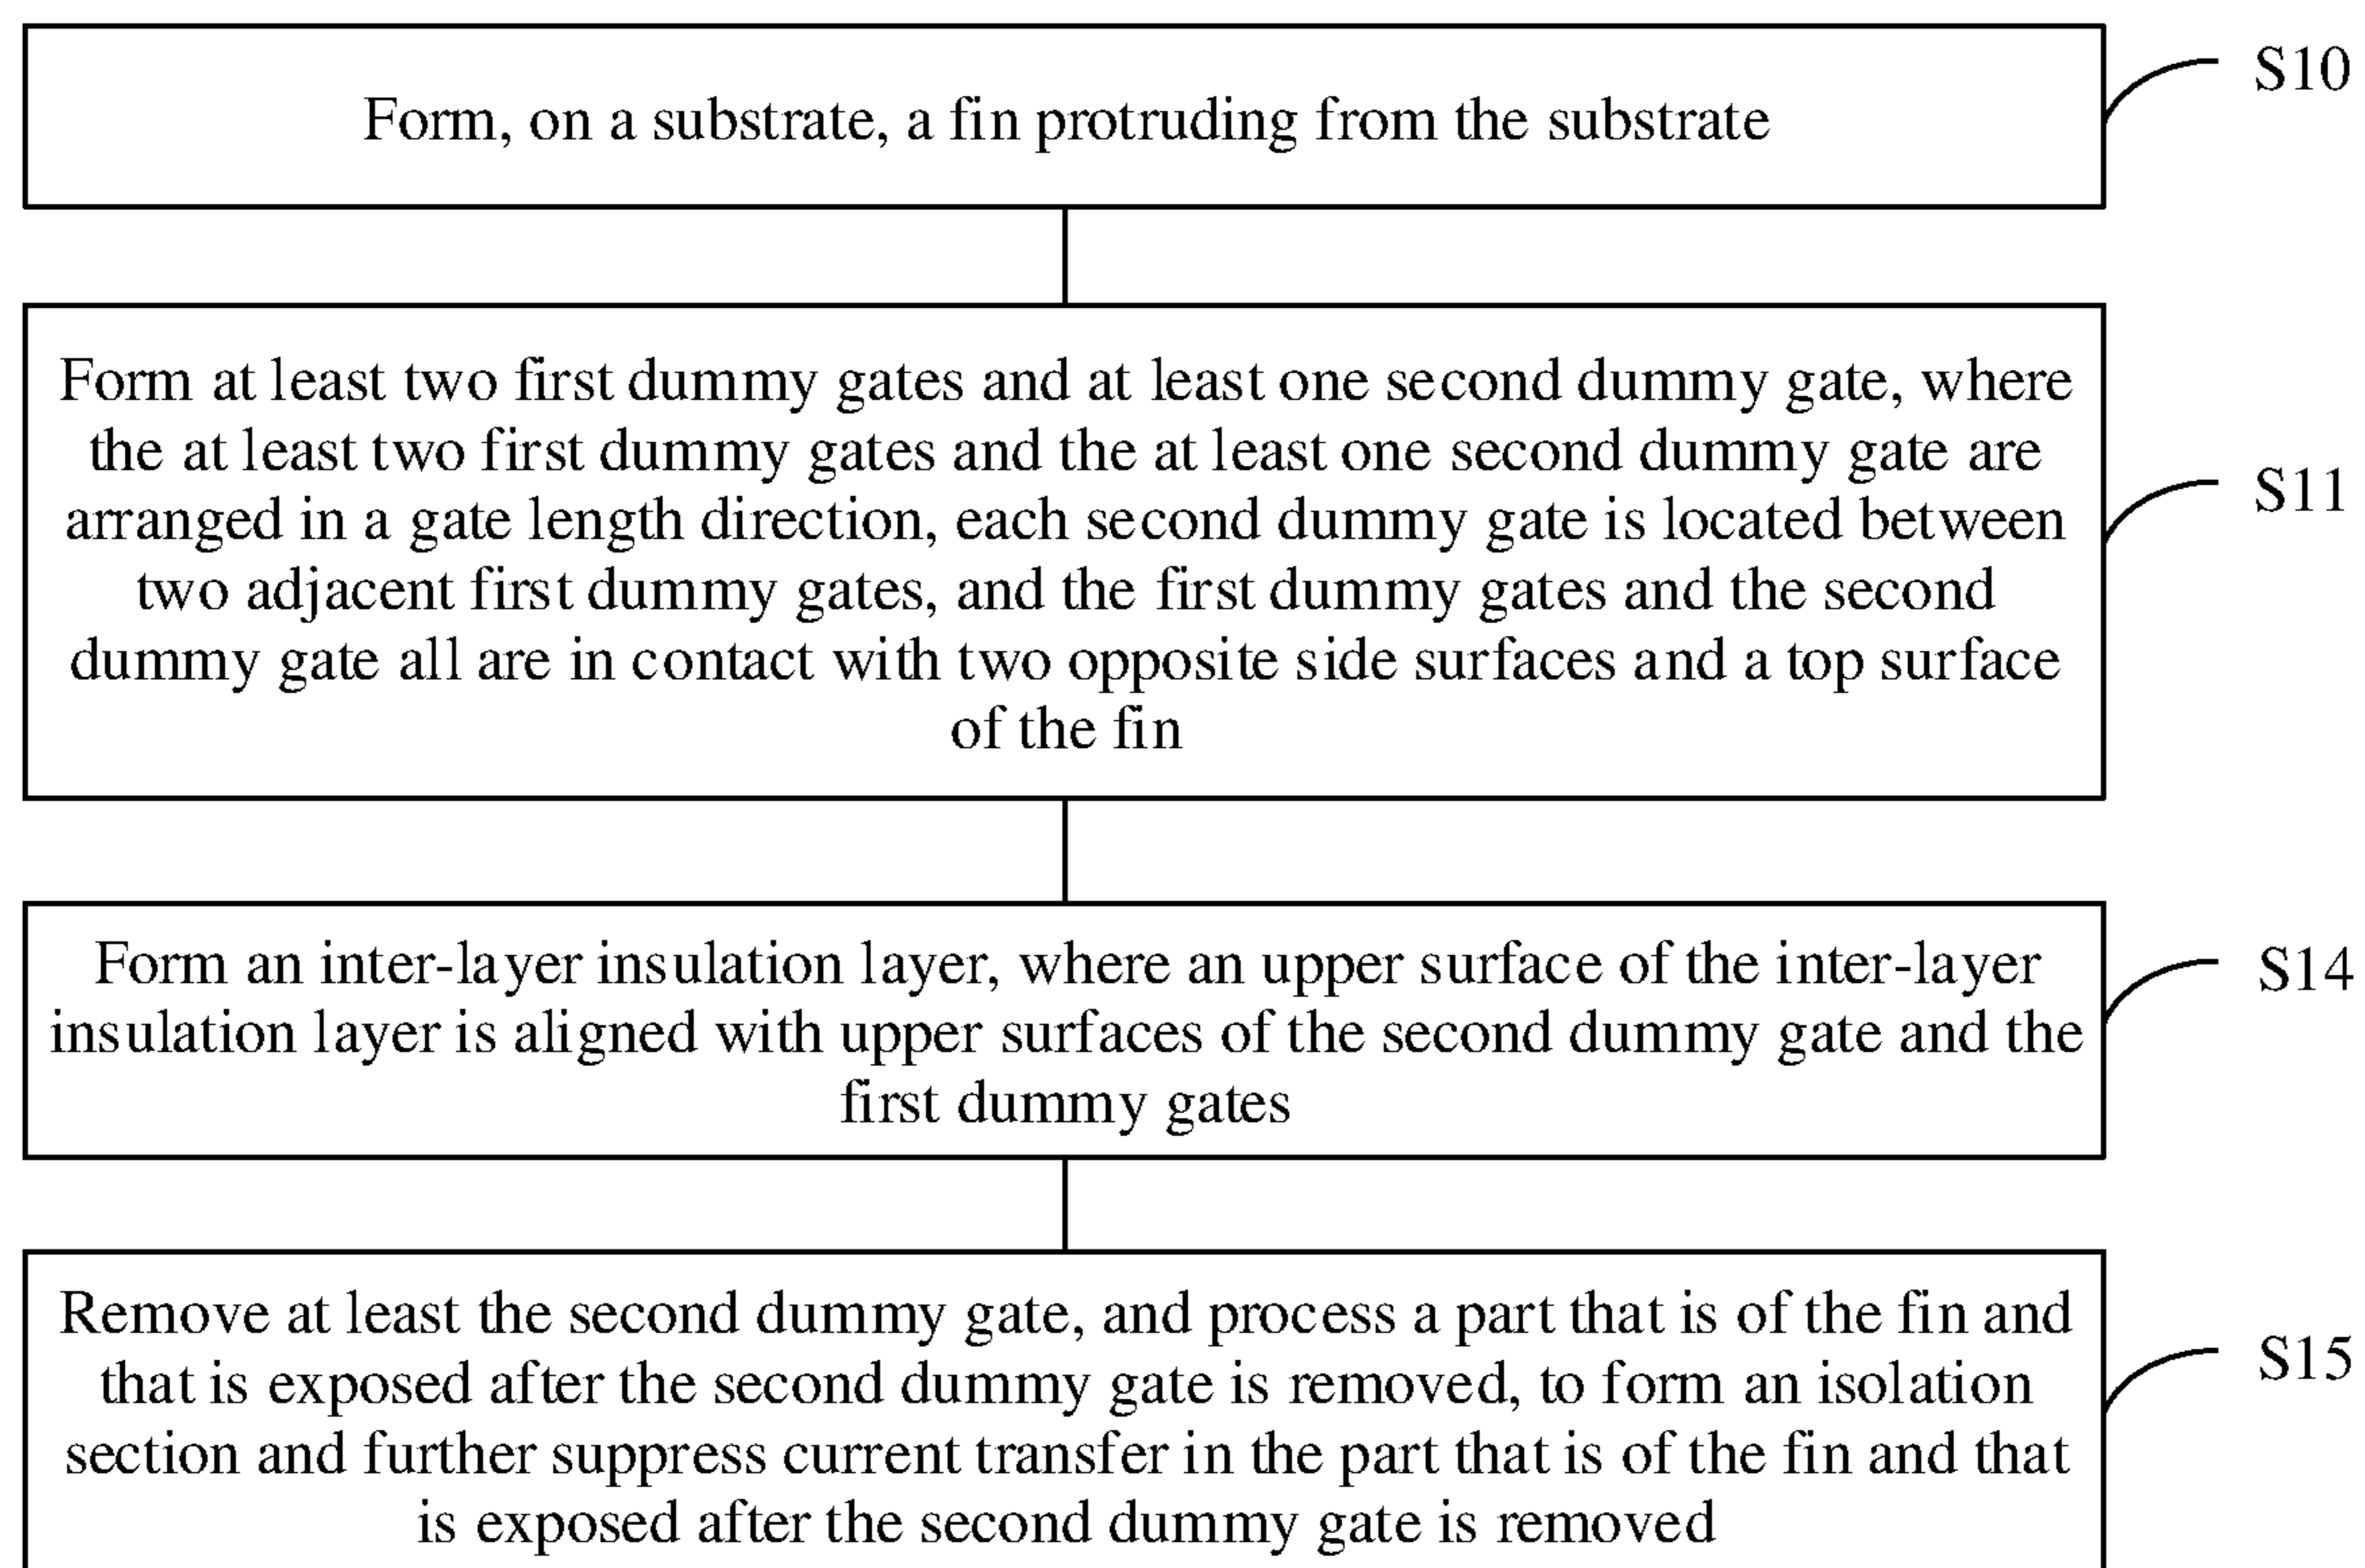 Form, on a substrate, a fin protruding from the substrate
S10
Form at least two first dummy gates and at least one second dummy gate, where
the at least two first dummy gates and the at least one second dummy gate are
arranged in a gate length direction, each second dummy gate is located between
two adjacent first dummy gates, and the first dummy gates and the second
dummy gate all are in contact with two opposite side surfaces and a top surface
of the fin
S11
Form an inter-layer insulation layer, where an upper surface of the inter-layer
insulation layer is aligned with upper surfaces of the second dummy gate and the
first dummy gates
S14
Remove at least the second dummy gate, and process a part that is of the fin and
that is exposed after the second dummy gate is removed, to form an isolation
section and further suppress current transfer in the part that is of the fin and that
is exposed after the second dummy gate is removed
S15